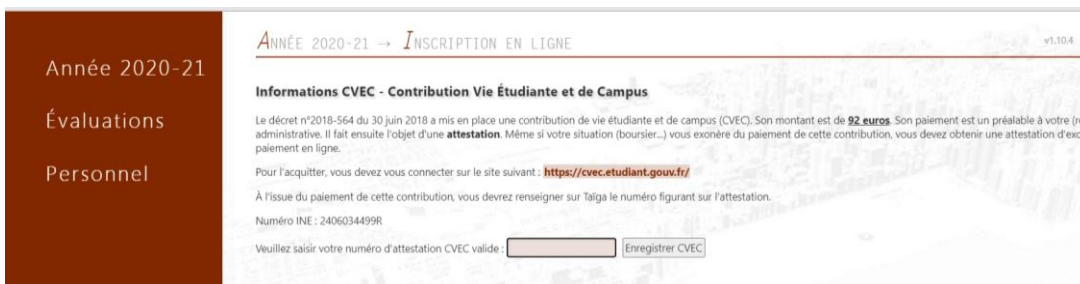 Année 2020-21
Évaluations
Personnel
ANNÉE 2020-21 → INSCRIPTION EN LIGNE
v1.10.4
Informations CVEC - Contribution Vie Étudiante et de Campus
Le décret n°2018-564 du 30 juin 2018 a mis en place une contribution de vie étudiante et de campus (CVEC). Son montant est de 92 euros. Son paiement est un préalable à votre (r
administrative. Il fait ensuite l'objet d'une attestation. Même si votre situation (boursier...) vous exonère du paiement de cette contribution, vous devez obtenir une attestation d'exo
paiement en ligne.
Pour l'acquitter, vous devez vous connecter sur le site suivant : https://cvec.etudiant.gouv.fr/
À l'issue du paiement de cette contribution, vous devrez renseigner sur Taïga le numéro figurant sur l'attestation.
Numéro INE : 2406034499R
Veuillez saisir votre numéro d'attestation CVEC valide : Enregistrer CVEC